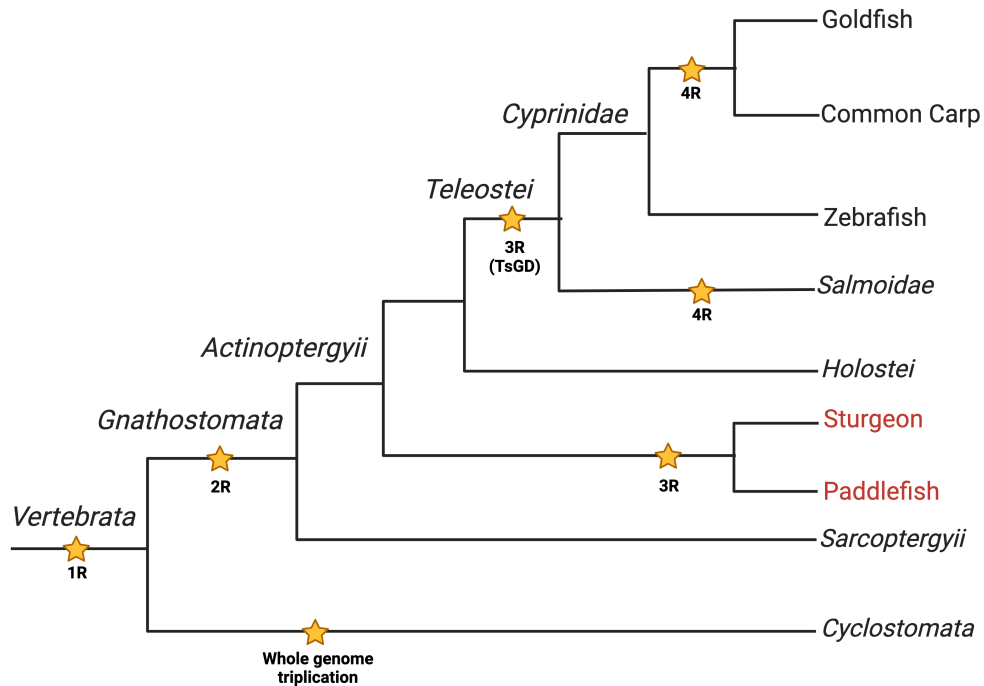 Goldfish
4R
Common Carp
Cyprinidae
Teleostei
Zebrafish
3R
(TsGD)
Salmoidae
4R
Actinoptergyii
Holostei
Gnathostomata
Sturgeon
2R
3R
Paddlefish
Vertebrata
Sarcoptergyii
1R
Cyclostomata
Whole genome
triplication